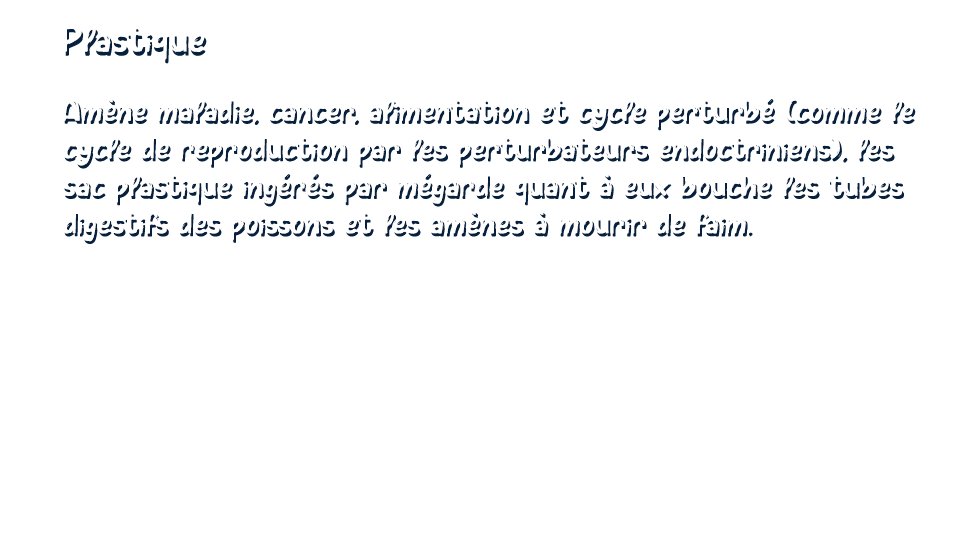 Plastique
Amène maladie, cancer, alimentation et cycle perturbé (comme le
cycle de reproduction par les perturbateurs endoctriniens), les
sac plastique ingérés par mégarde quant à eux bouche les tubes
digestifs des poissons et les amènes à mourir de faim.